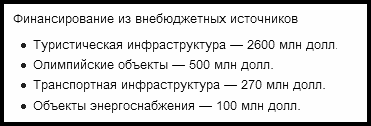 Финансирование из внебюджетных источников
• Туристическая инфраструктура — 2600 млн долл.
• Олимпийские объекты — 500 млн долл.
• Транспортная инфраструктура — 270 млн долл.
• Объекты энергоснабжения — 100 млн долл.